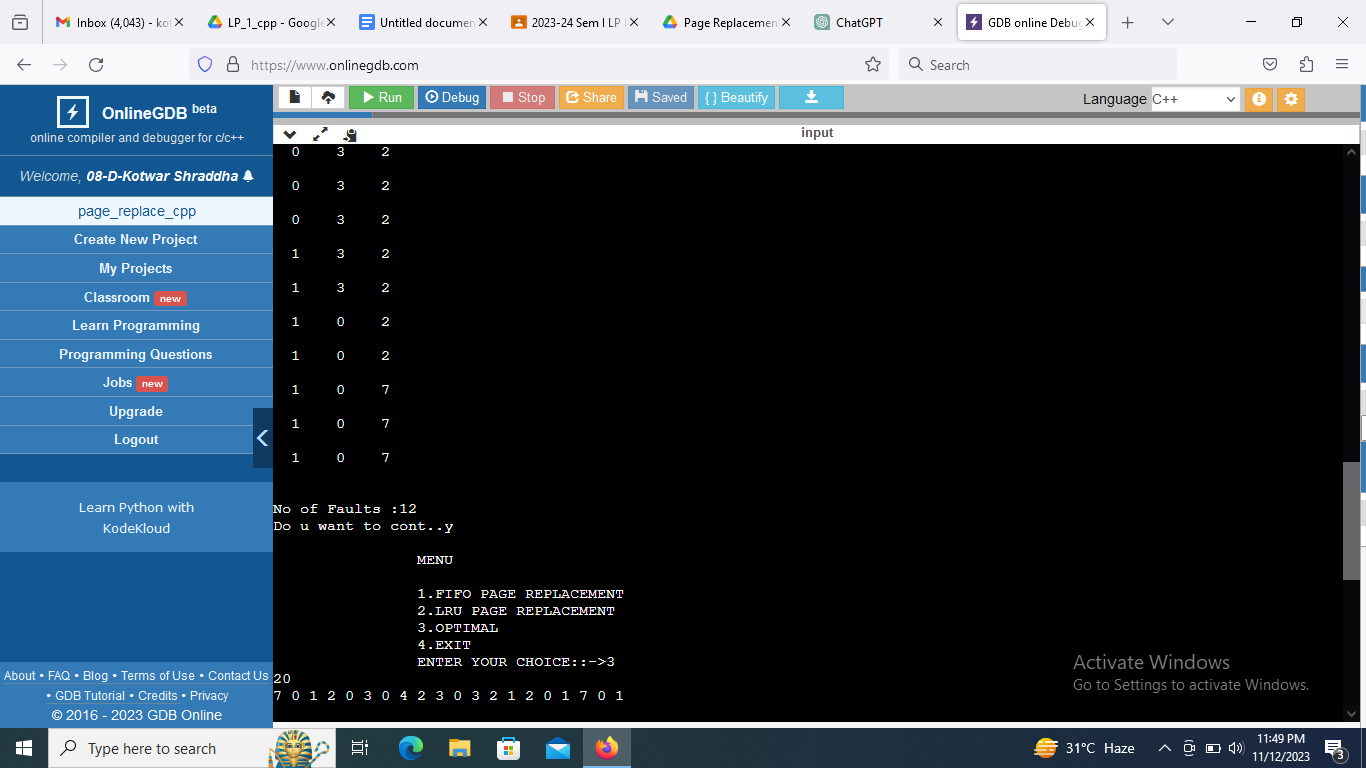 Inbox (4,043) - kot
LP_1_cpp - Google
Untitled documen
2023-24 Sem I LP
Page Replacemen
ChatGPT
GDB online Debug
https://www.onlinegdb.com
Search
OnlineGDB beta
online compiler and debugger for c/c++
Welcome, 08-D-Kotwar Shraddha
page_replace_cpp
Create New Project
My Projects
Classroom new
Learn Programming
Programming Questions
Jobs new
Upgrade
Logout
Learn Python with
KodeKloud
About • FAQ • Blog • Terms of Use • Contact Us
• GDB Tutorial • Credits • Privacy
© 2016 - 2023 GDB Online
Run Debug Stop Share Saved { } Beautify
Language C++
input
0 3 2
0 3 2
0 3 2
1 3 2
1 3 2
1 0 2
1 0 2
1 0 7
1 0 7
1 0 7
No of Faults :12
Do u want to cont..y
MENU
1.FIFO PAGE REPLACEMENT
2.LRU PAGE REPLACEMENT
3.OPTIMAL
4.EXIT
ENTER YOUR CHOICE::->3
20
7 0 1 2 0 3 0 4 2 3 0 3 2 1 2 0 1 7 0 1
Activate Windows
Go to Settings to activate Windows.
Type here to search
31°C Haze
11:49 PM
11/12/2023
3